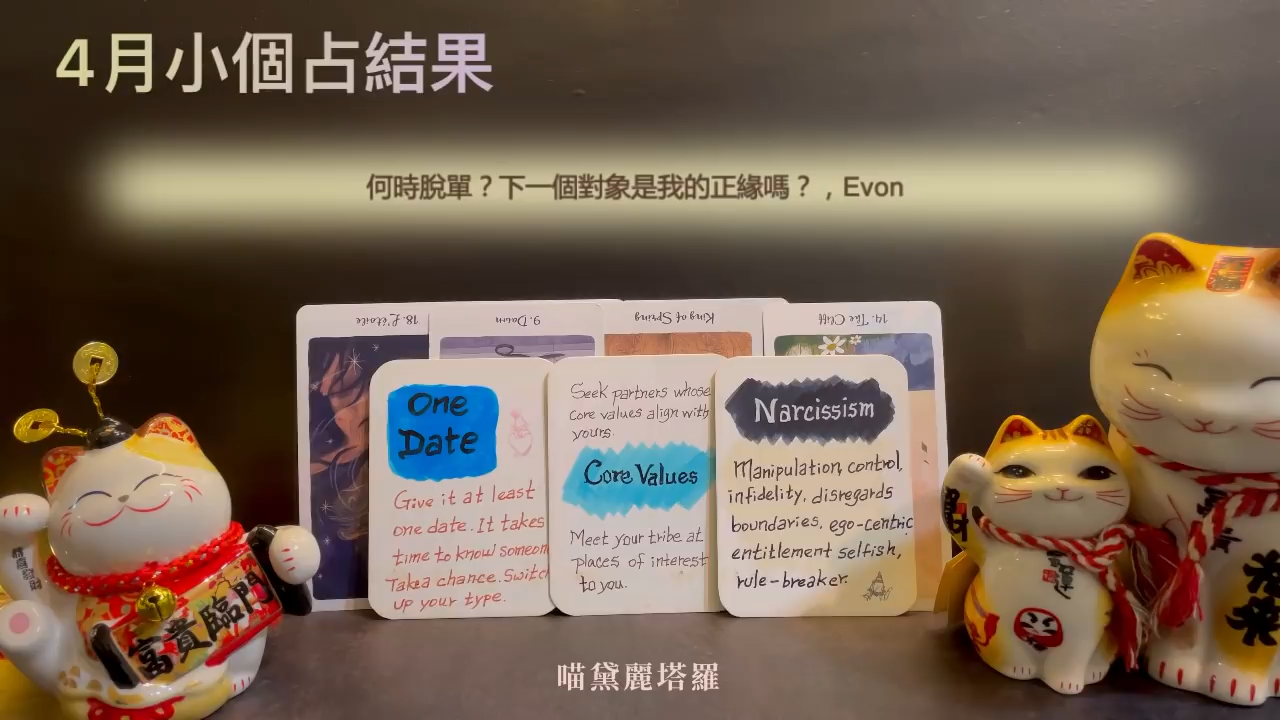 4月小個占結果
何時脫單？下一個對象是我的正緣嗎？，Evon
18. L'étoile
9. Dawn
King of Spring
14. The Cliff
One
Date
Give it at least
one date. It takes
time to know someon
Take a chance. Switch
up your type.
Seek partners whose
core values align with
yours.
Core Values
Meet your tribe at
places of interest
to you.
Narcissism
Manipulation, control,
infidelity, disregards
boundaries, ego-centric
entitlement selfish,
rule-breaker.
富貴臨門
喵黛麗塔羅